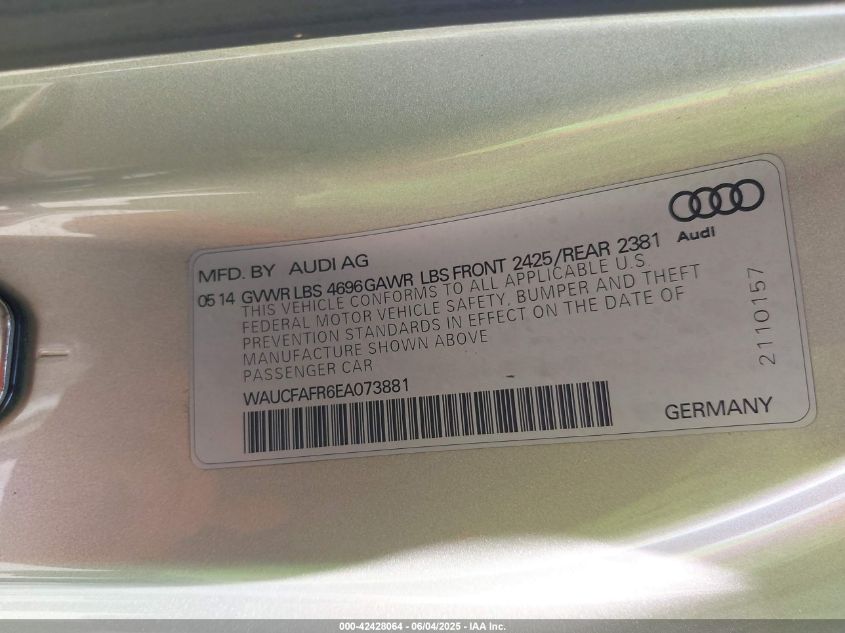 MFD. BY AUDI AG
Audi
05 14 GVWR LBS 4696 GAWR LBS FRONT 2425/REAR 2381
THIS VEHICLE CONFORMS TO ALL APPLICABLE U.S.
FEDERAL MOTOR VEHICLE SAFETY, BUMPER AND THEFT
PREVENTION STANDARDS IN EFFECT ON THE DATE OF
MANUFACTURE SHOWN ABOVE
PASSENGER CAR
WAUCFAFR6EA073881
GERMANY
2110157
000-42428064 - 06/04/2025 - IAA Inc.